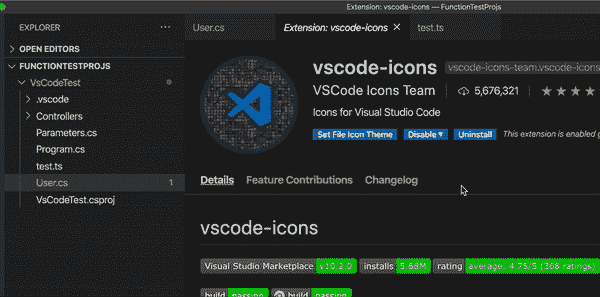 Extension: vscode-icons — FunctionTestProjs
EXPLORER
OPEN EDITORS
FUNCTIONTESTPROJS
VsCodeTest
.vscode
Controllers
Parameters.cs
Program.cs
test.ts
User.cs 1
VsCodeTest.csproj
User.cs Extension: vscode-icons test.ts
vscode-icons vscode-icons-team.vscode-icons
VSCode Icons Team 5,676,321
Icons for Visual Studio Code
Set File Icon Theme Disable Uninstall This extension is enabled
Details Feature Contributions Changelog
vscode-icons
Visual Studio Marketplace v10.2.0 installs 5.68M rating average: 4.75/5 (368 ratings)
build passing build passing